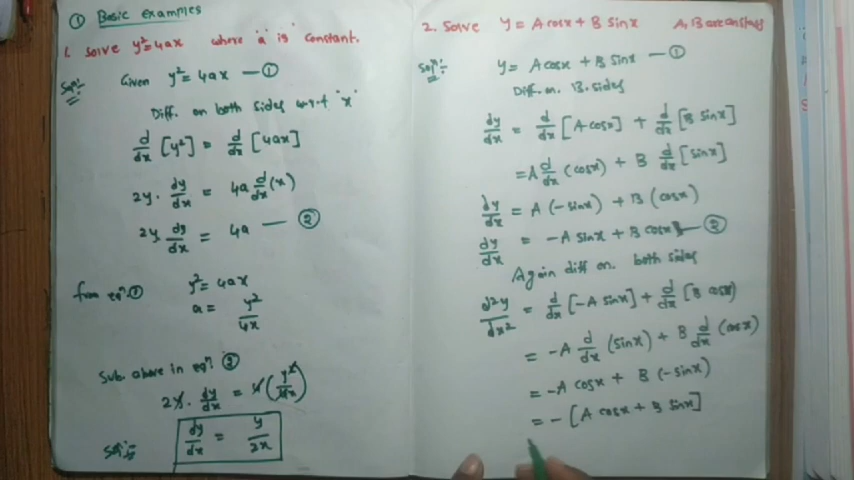 ① Basic examples
1. Solve y²=4ax where 'a' is constant.
Solⁿ:-
Given y²=4ax —①
Diff. on both sides w.r.t "x"
d/dx [y²] = d/dx [4ax]
2y. dy/dx = 4a d/dx (x)
2y. dy/dx = 4a —②
from eqⁿ.①
y²=4ax
a = y²/4x
Sub. above in eqⁿ ②
2y. dy/dx = 4(y²/4x)
Solⁿ:-
dy/dx = y/2x
2. Solve y = A cosx + B sinx A, B are constants
Solⁿ:-
y = A cosx + B sinx —①
Diff. on. B. sides
dy/dx = d/dx [A cosx] + d/dx [B sinx]
= A d/dx (cosx) + B d/dx [sinx]
dy/dx = A (-sinx) + B (cosx)
dy/dx = -A sinx + B cosx —②
Again diff on. both sides
d²y/dx² = d/dx [-A sinx] + d/dx [B cosx]
= -A d/dx (sinx) + B d/dx (cosx)
= -A cosx + B (-sinx)
= - [A cosx + B sinx]